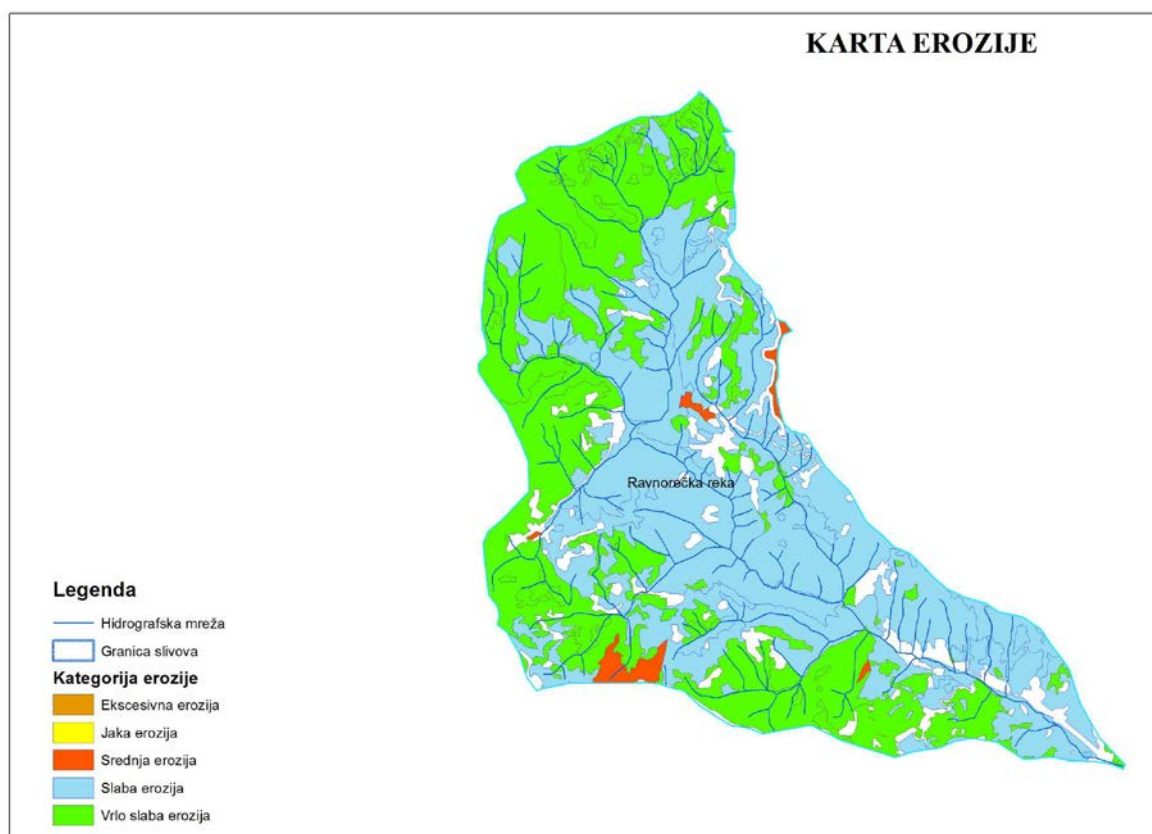 KARTA EROZIJE
Ravnorečka reka
Legenda
Hidrografska mreža
Granica slivova
Kategorija erozije
Ekscesivna erozija
Jaka erozija
Srednja erozija
Slaba erozija
Vrlo slaba erozija